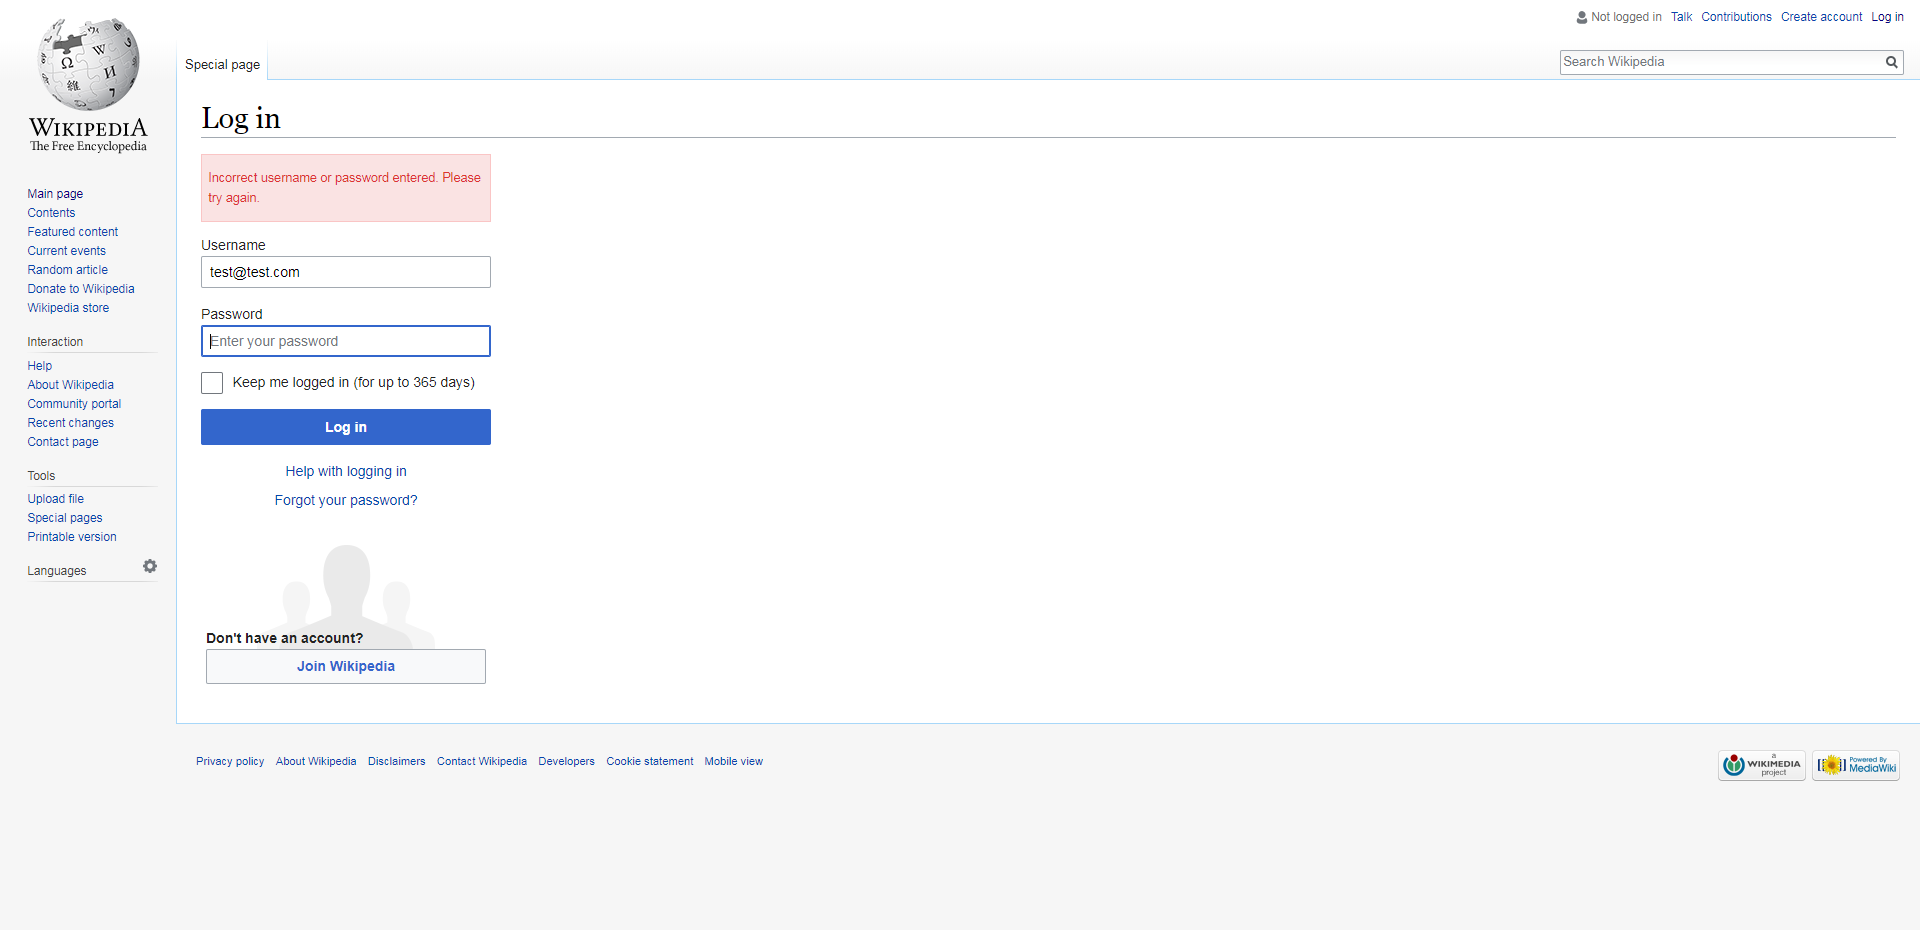 Not logged in Talk Contributions Create account Log in
Special page
Search Wikipedia
WIKIPEDIA
The Free Encyclopedia
Main page
Contents
Featured content
Current events
Random article
Donate to Wikipedia
Wikipedia store
Interaction
Help
About Wikipedia
Community portal
Recent changes
Contact page
Tools
Upload file
Special pages
Printable version
Languages
Log in
Incorrect username or password entered. Please
try again.
Username
test@test.com
Password
Enter your password
Keep me logged in (for up to 365 days)
Log in
Help with logging in
Forgot your password?
Don't have an account?
Join Wikipedia
Privacy policy About Wikipedia Disclaimers Contact Wikipedia Developers Cookie statement Mobile view
a
WIKIMEDIA
project
Powered By
MediaWiki